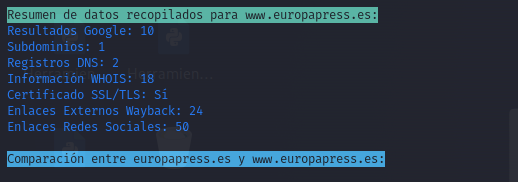 Resumen de datos recopilados para www.europapress.es:
Resultados Google: 10
Subdominios: 1
Registros DNS: 2
Información WHOIS: 18
Certificado SSL/TLS: Si
Enlaces Externos Wayback: 24
Enlaces Redes Sociales: 50
Comparación entre europapress.es y www.europapress.es: